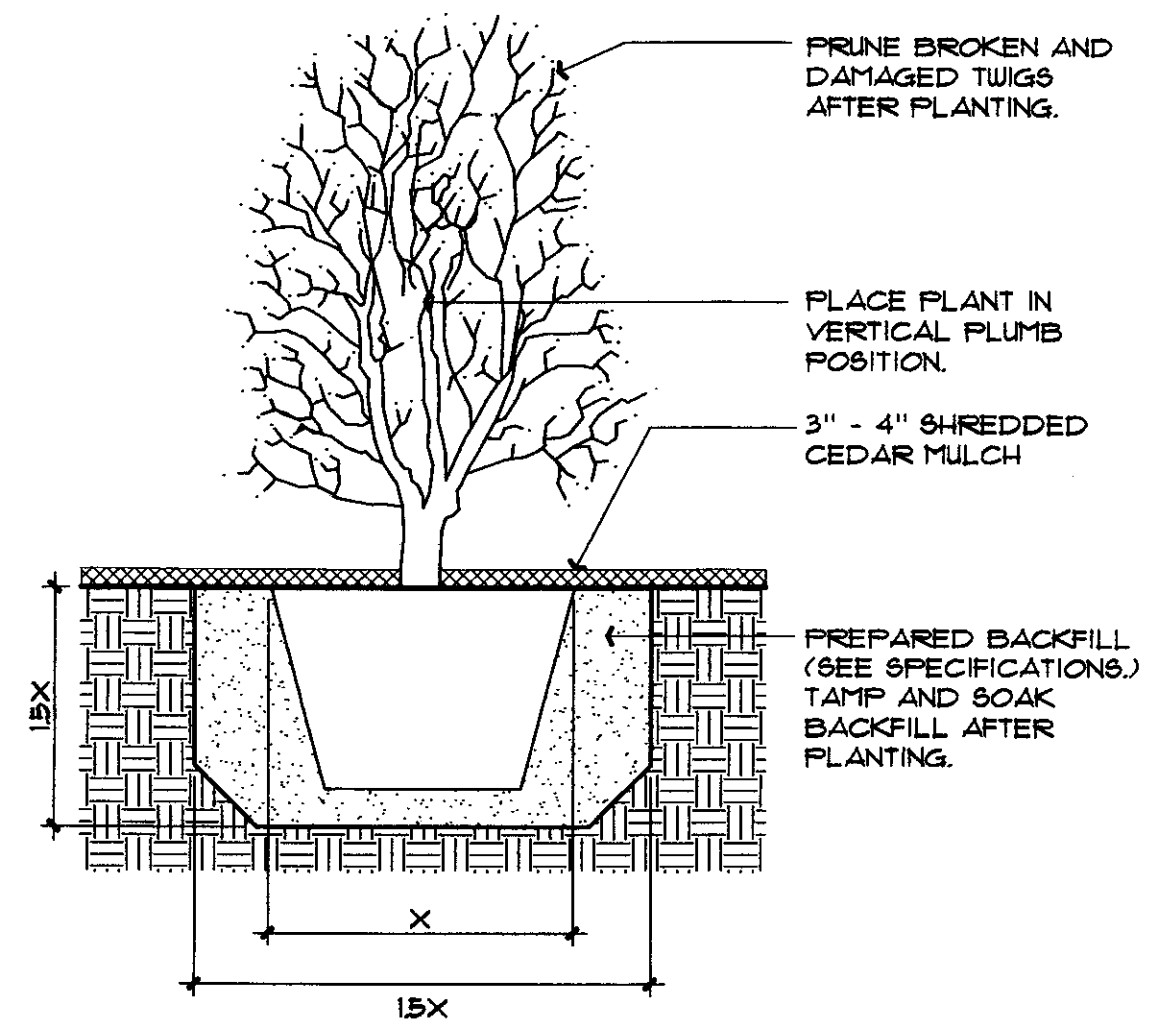 PRUNE BROKEN AND
DAMAGED TWIGS
AFTER PLANTING.
PLACE PLANT IN
VERTICAL PLUMB
POSITION.
3" - 4" SHREDDED
CEDAR MULCH
PREPARED BACKFILL
(SEE SPECIFICATIONS.)
TAMP AND SOAK
BACKFILL AFTER
PLANTING.
1.5X
X
1.5X